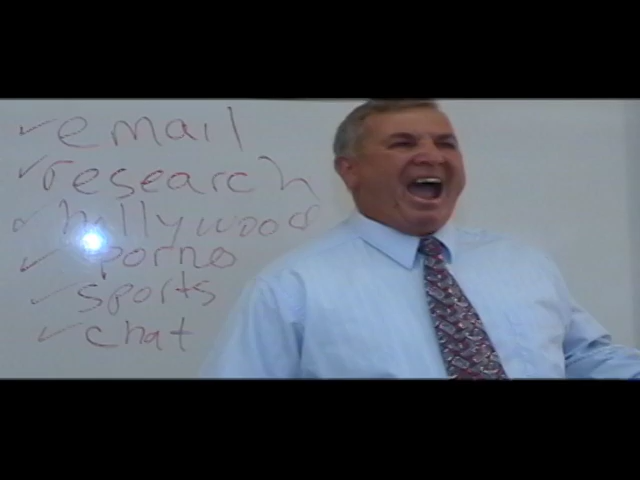 ✓ email
✓ research
✓ hollywood
✓ porno
✓ sports
✓ chat